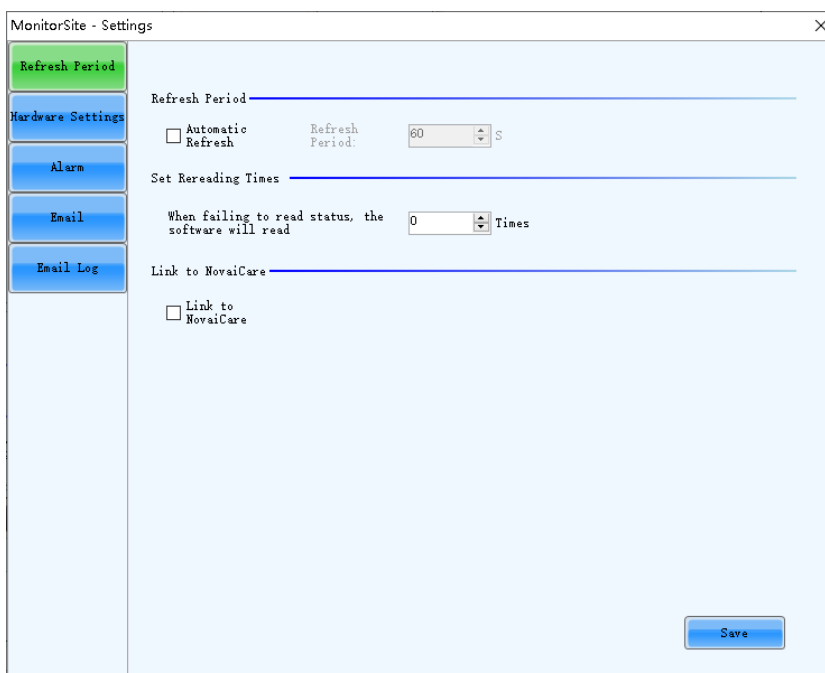 MonitorSite - Settings
Refresh Period
Hardware Settings
Alarm
Email
Email Log
Refresh Period
Automatic
Refresh
Refresh
Period:
60
S
Set Rereading Times
When failing to read status, the
software will read
0
Times
Link to NovaiCare
Link to
NovaiCare
Save